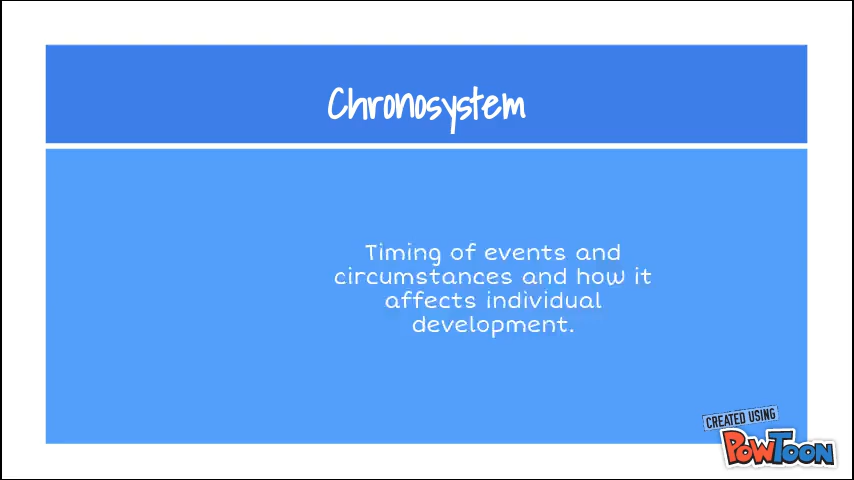 Chronosystem
Timing of events and
circumstances and how it
affects individual
development.
CREATED USING
POWTOON